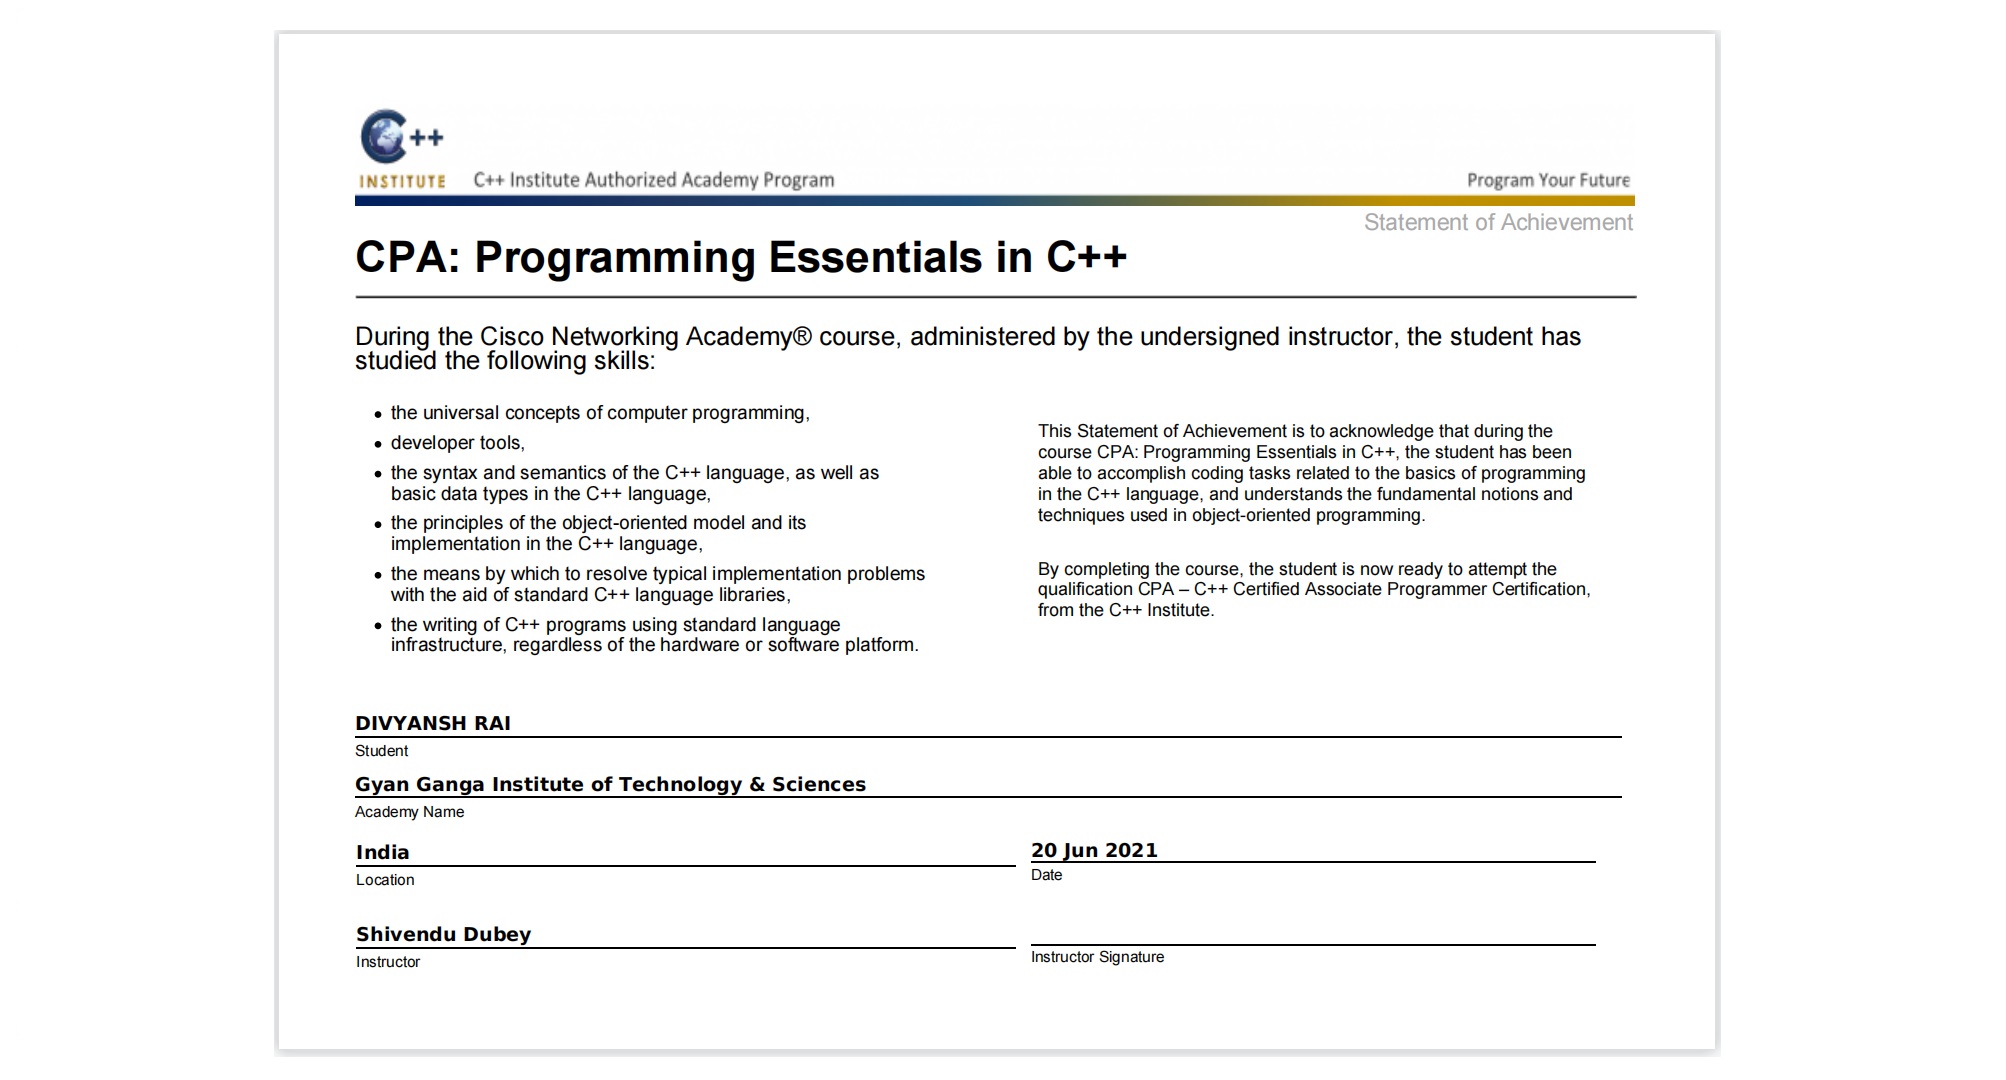 C++
INSTITUTE
C++ Institute Authorized Academy Program
Program Your Future
Statement of Achievement
CPA: Programming Essentials in C++
During the Cisco Networking Academy® course, administered by the undersigned instructor, the student has
studied the following skills:
• the universal concepts of computer programming,
• developer tools,
• the syntax and semantics of the C++ language, as well as
basic data types in the C++ language,
• the principles of the object-oriented model and its
implementation in the C++ language,
• the means by which to resolve typical implementation problems
with the aid of standard C++ language libraries,
• the writing of C++ programs using standard language
infrastructure, regardless of the hardware or software platform.
This Statement of Achievement is to acknowledge that during the
course CPA: Programming Essentials in C++, the student has been
able to accomplish coding tasks related to the basics of programming
in the C++ language, and understands the fundamental notions and
techniques used in object-oriented programming.
By completing the course, the student is now ready to attempt the
qualification CPA – C++ Certified Associate Programmer Certification,
from the C++ Institute.
DIVYANSH RAI
Student
Gyan Ganga Institute of Technology & Sciences
Academy Name
India
Location
20 Jun 2021
Date
Shivendu Dubey
Instructor
Instructor Signature